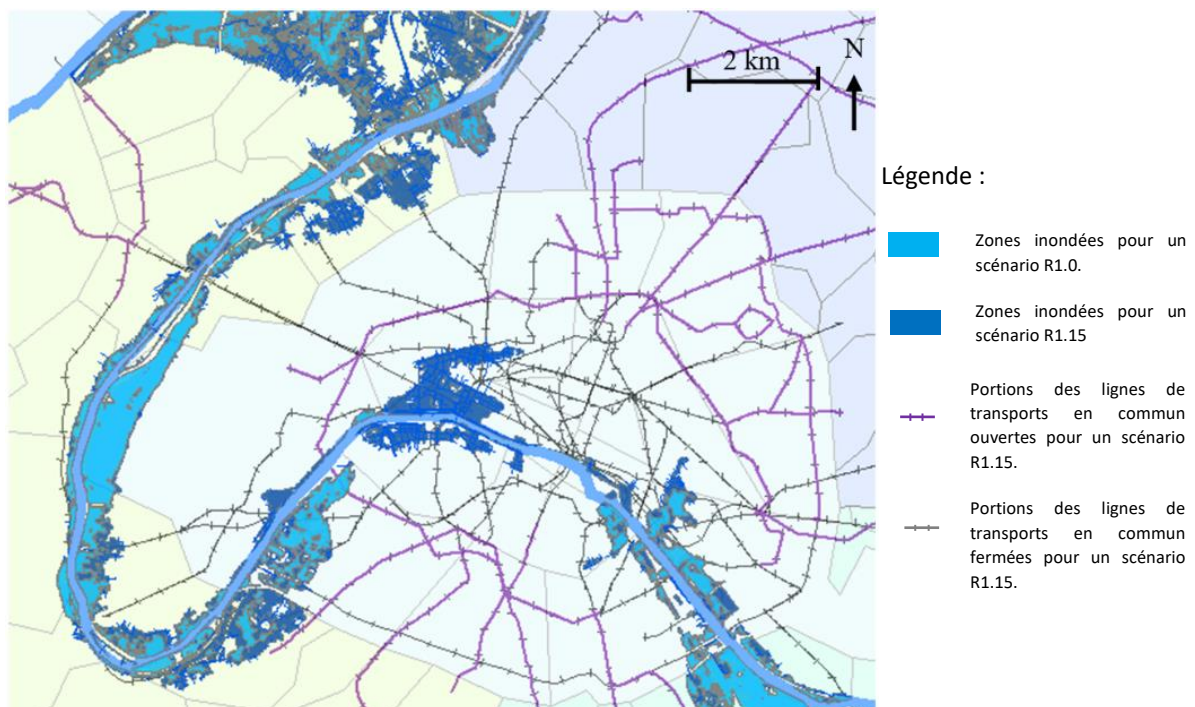 2 km
N
Légende :
Zones inondées pour un
scénario R1.0.
Zones inondées pour un
scénario R1.15
Portions des lignes de
transports en commun
ouvertes pour un scénario
R1.15.
Portions des lignes de
transports en commun
fermées pour un scénario
R1.15.